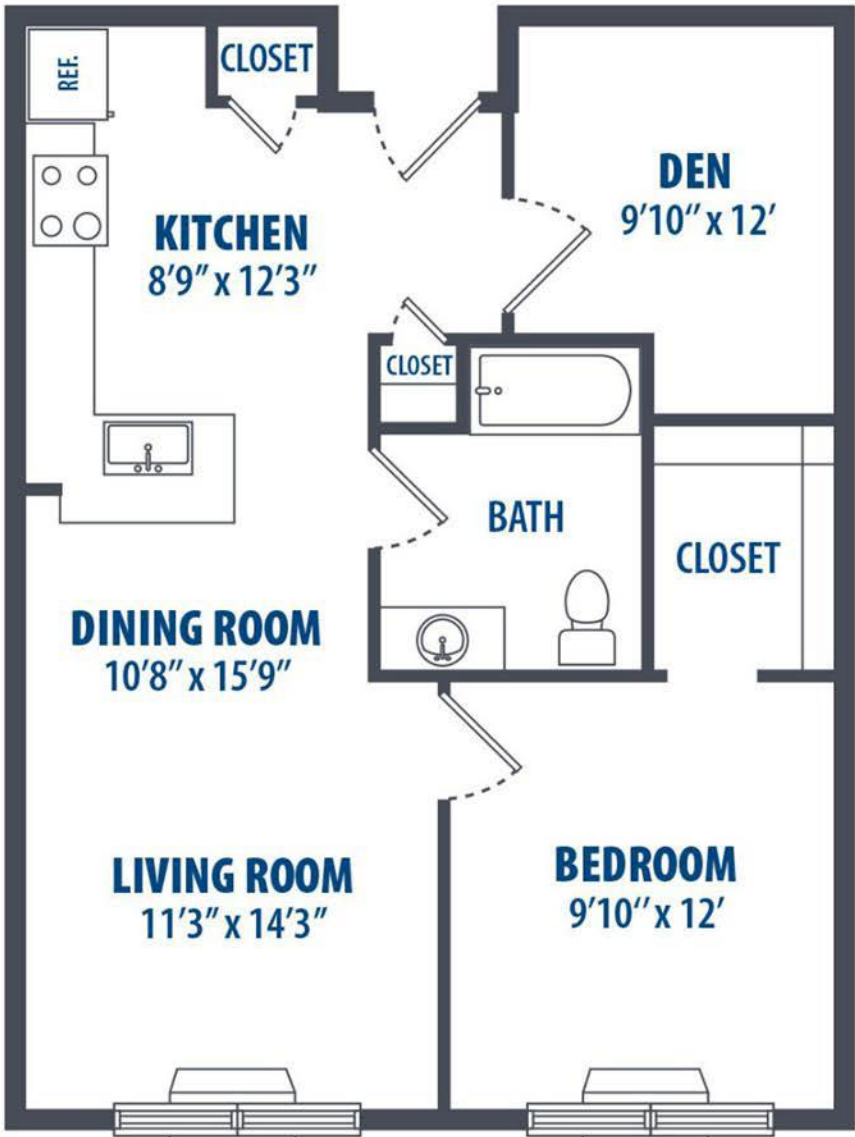 REF.
CLOSET
DEN
9'10" x 12'
KITCHEN
8'9" x 12'3"
CLOSET
BATH
CLOSET
DINING ROOM
10'8" x 15'9"
LIVING ROOM
11'3" x 14'3"
BEDROOM
9'10" x 12'